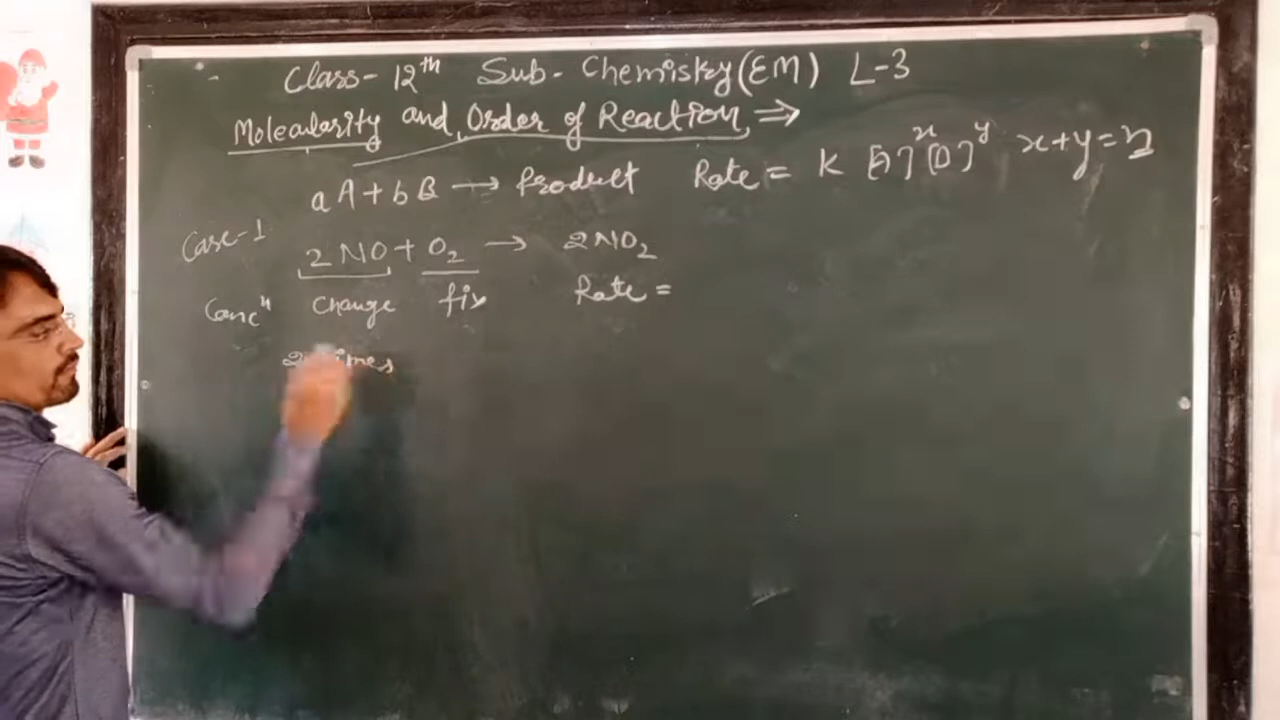 Class-12th Sub-Chemistry(EM) L-3
Molecularity and Order of Reaction ⇒
aA+bB → Product Rate = K [A]^x[B]^y x+y=n
Case-1 2NO+O2 → 2NO2
Conc^n Change fix Rate =
2 times